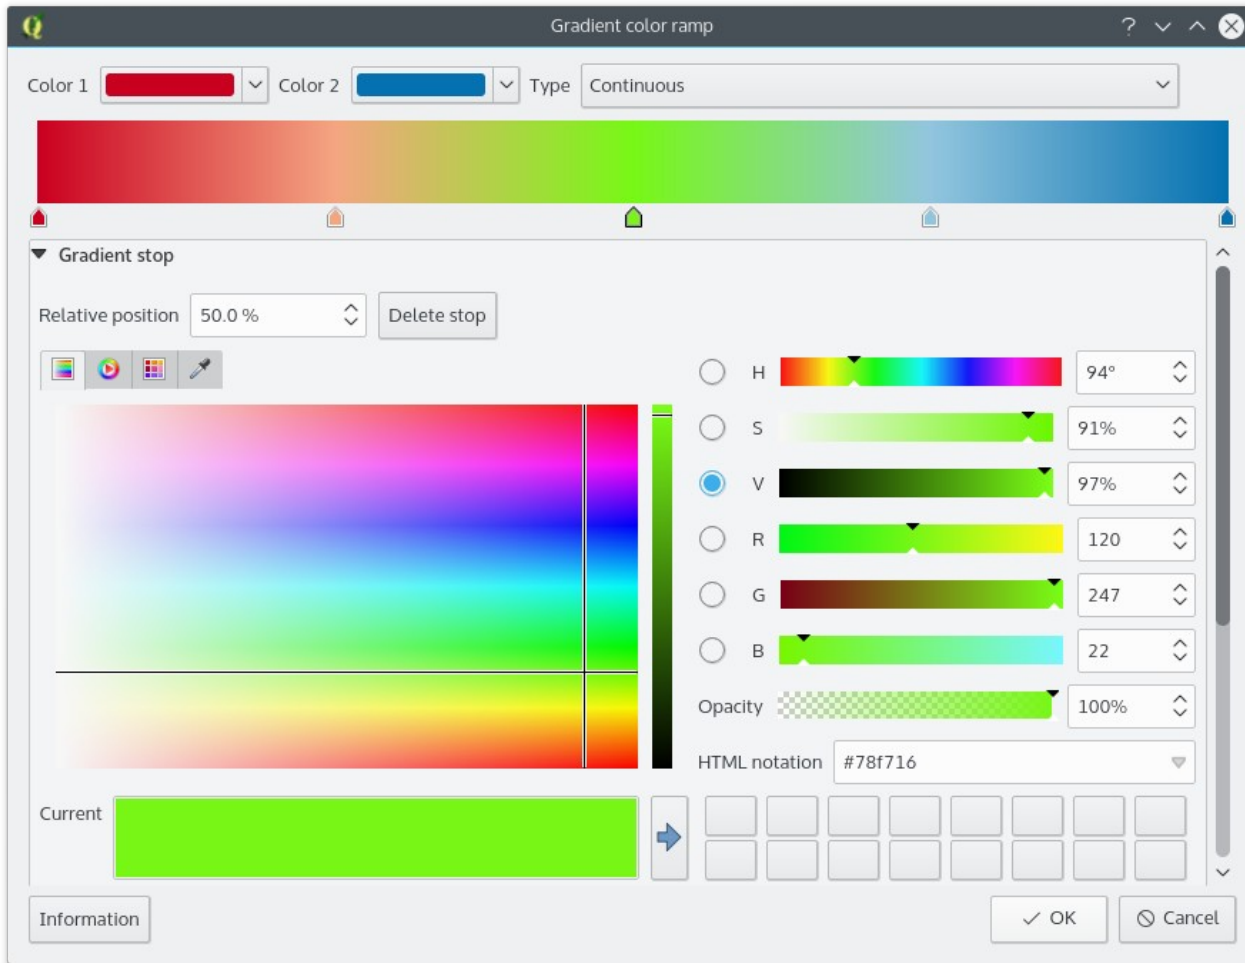 Gradient color ramp
Color 1 Color 2 Type Continuous
Gradient stop
Relative position 50.0 % Delete stop
H 94°
S 91%
V 97%
R 120
G 247
B 22
Opacity 100%
HTML notation #78f716
Current
Information OK Cancel